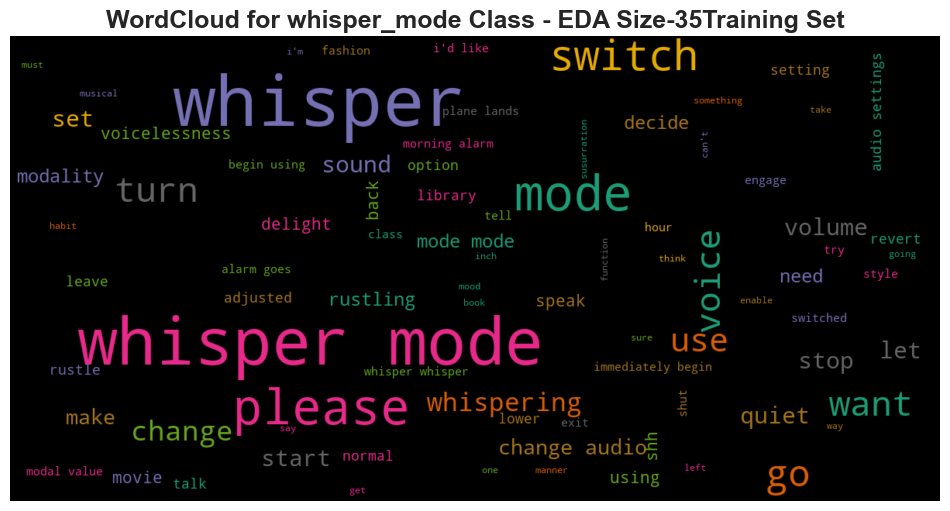 WordCloud for whisper_mode Class - EDA Size-35Training Set
must
i'm
fashion
i'd like
switch
setting
audio settings
musical
whisper
plane lands
something
take
set
voicelessness
decide
can't
susurration
morning alarm
begin using
sound
option
modality
turn
back
library
mode
engage
tell
habit
delight
class
mode mode
inch
hour
volume
revert
going
try
voice
think
function
alarm goes
leave
adjusted
rustling
mood
book
speak
need
style
enable
switched
whisper mode
sure
use
let
stop
rustle
whisper whisper
immediately begin
please
whispering
shut
want
make
say
lower
exit
quiet
way
change
change audio
shh
start
normal
modal value
movie
talk
one
manner
using
left
go
get